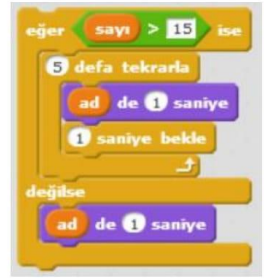 eğer sayı > 15 ise
5 defa tekrarla
ad de 1 saniye
1 saniye bekle
değilse
ad de 1 saniye